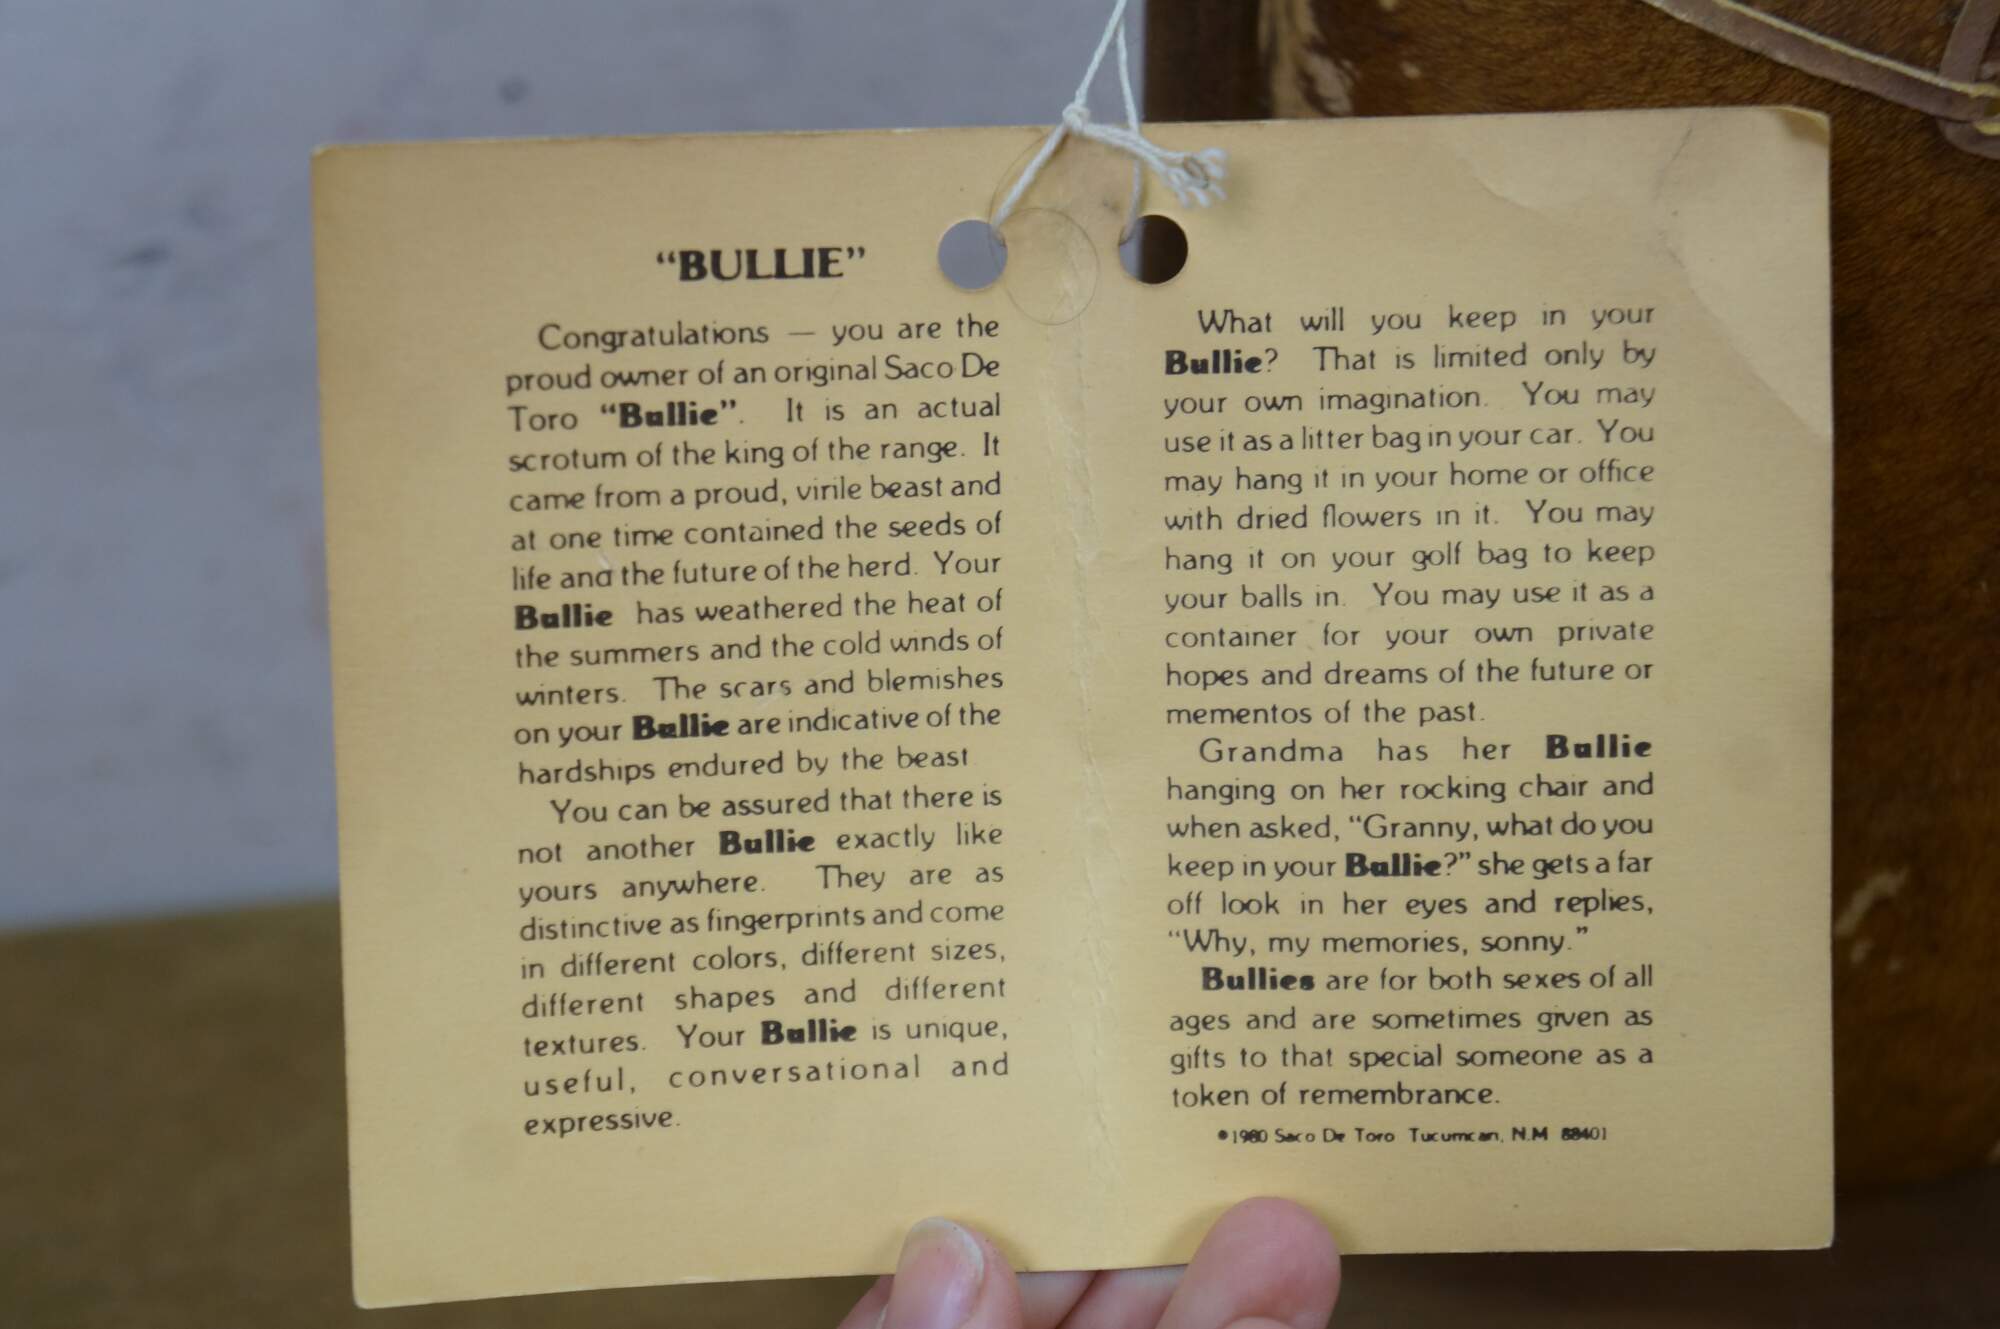 “BULLIE”
Congratulations — you are the
proud owner of an original Saco De
Toro “Bullie”. It is an actual
scrotum of the king of the range. It
came from a proud, virile beast and
at one time contained the seeds of
life and the future of the herd. Your
Bullie has weathered the heat of
the summers and the cold winds of
winters. The scars and blemishes
on your Bullie are indicative of the
hardships endured by the beast
You can be assured that there is
not another Bullie exactly like
yours anywhere. They are as
distinctive as fingerprints and come
in different colors, different sizes,
different shapes and different
textures. Your Bullie is unique,
useful, conversational and
expressive.
What will you keep in your
Bullie? That is limited only by
your own imagination. You may
use it as a litter bag in your car. You
may hang it in your home or office
with dried flowers in it. You may
hang it on your golf bag to keep
your balls in. You may use it as a
container for your own private
hopes and dreams of the future or
mementos of the past.
Grandma has her Bullie
hanging on her rocking chair and
when asked, “Granny, what do you
keep in your Bullie?” she gets a far
off look in her eyes and replies,
“Why, my memories, sonny.”
Bullies are for both sexes of all
ages and are sometimes given as
gifts to that special someone as a
token of remembrance.
©1980 Saco De Toro Tucumcari, N.M 88401